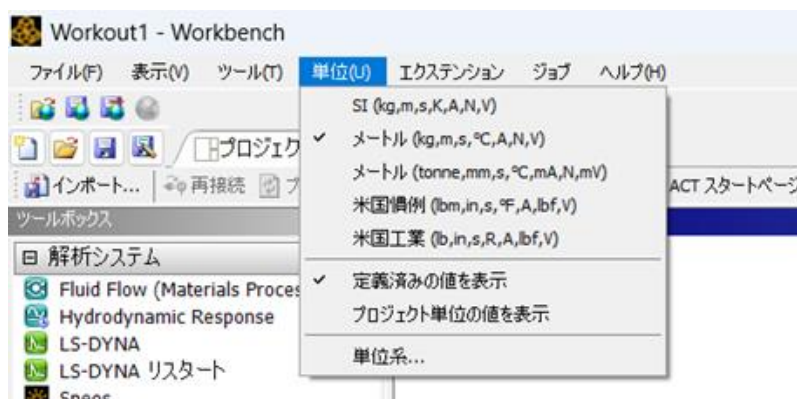 Workout1 - Workbench
ファイル(F) 表示(V) ツール(T) 単位(U) エクステンション ジョブ ヘルプ(H)
SI (kg,m,s,K,A,N,V)
メートル (kg,m,s,℃,A,N,V)
プロジェク
メートル (tonne,mm,s,℃,mA,N,mV)
インポート... 再接続 プ
ACT スタートページ
米国慣例 (lbm,in,s,℉,A,lbf,V)
ツールボックス
米国工業 (lb,in,s,R,A,lbf,V)
解析システム
定義済みの値を表示
Fluid Flow (Materials Proces
プロジェクト単位の値を表示
Hydrodynamic Response
LS-DYNA
単位系...
LS-DYNA リスタート
Speos